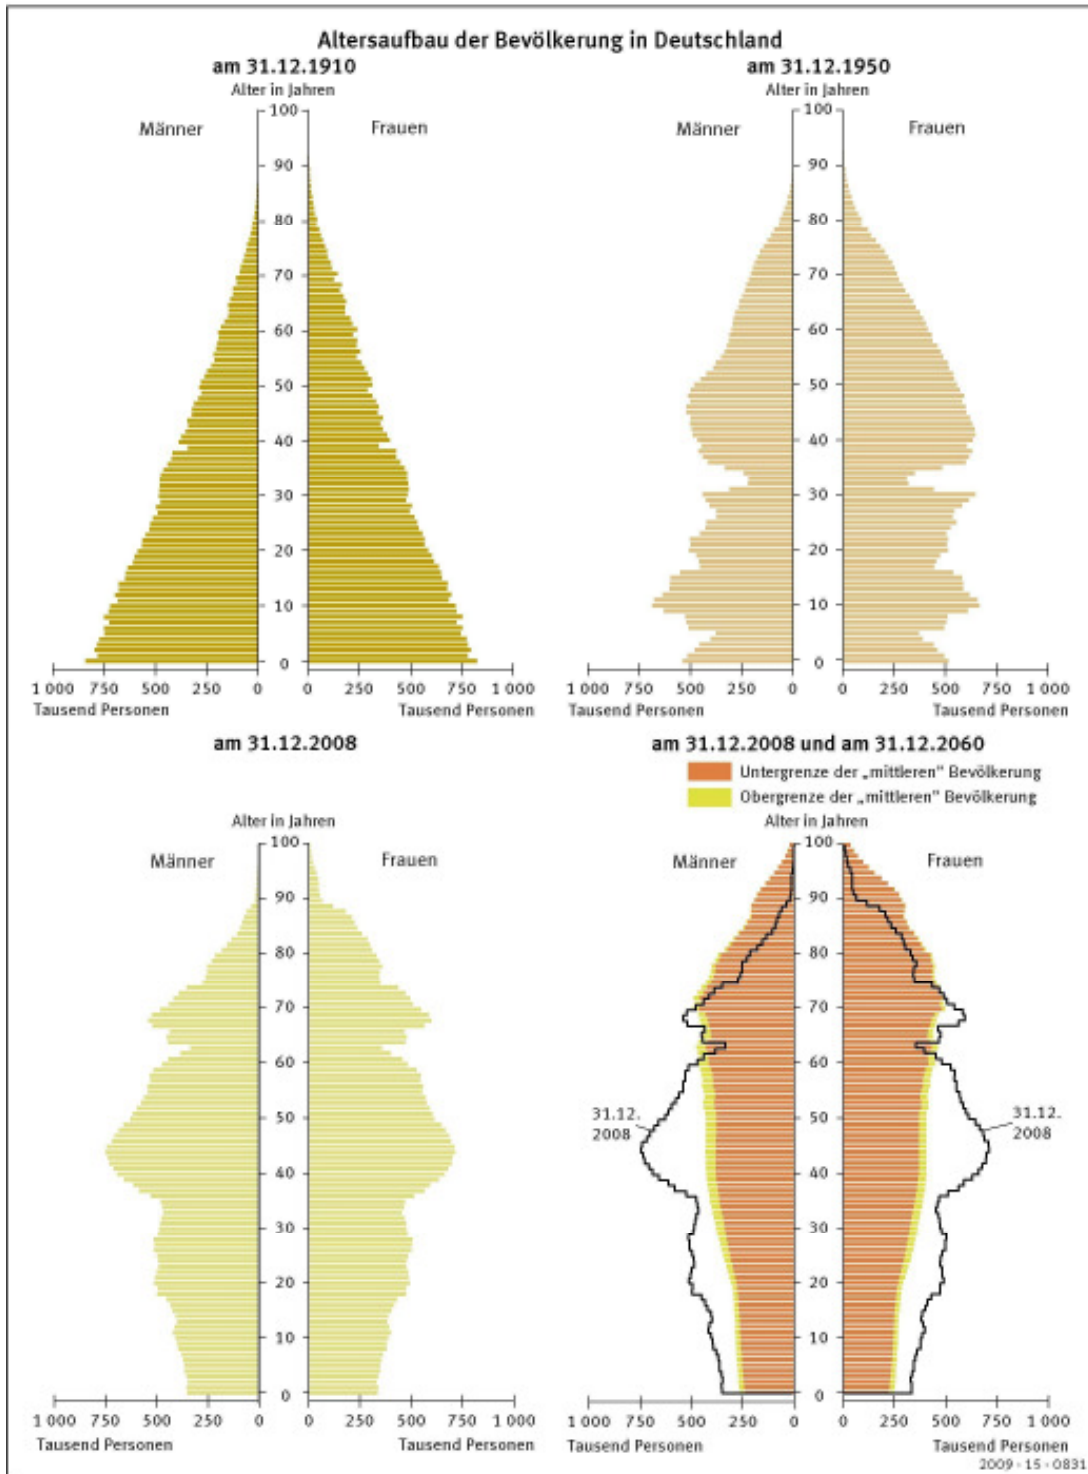 Altersaufbau der Bevölkerung in Deutschland
am 31.12.1910
am 31.12.1950
Alter in Jahren
Alter in Jahren
Männer
100
Frauen
90
80
70
60
50
40
30
20
10
0
1 000 750 500 250 0
0 250 500 750 1 000
Tausend Personen
Tausend Personen
Männer
100
Frauen
90
80
70
60
50
40
30
20
10
0
1 000 750 500 250 0
0 250 500 750 1 000
Tausend Personen
Tausend Personen
am 31.12.2008
am 31.12.2008 und am 31.12.2060
Untergrenze der „mittleren" Bevölkerung
Obergrenze der „mittleren" Bevölkerung
Alter in Jahren
Alter in Jahren
Männer
100
Frauen
90
80
70
60
50
40
30
20
10
0
1 000 750 500 250 0
0 250 500 750 1 000
Tausend Personen
Tausend Personen
Männer
100
Frauen
90
80
70
60
50
40
30
20
10
0
31.12.
2008
31.12.
2008
1 000 750 500 250 0
0 250 500 750 1 000
Tausend Personen
Tausend Personen
2009 - 15 - 0831